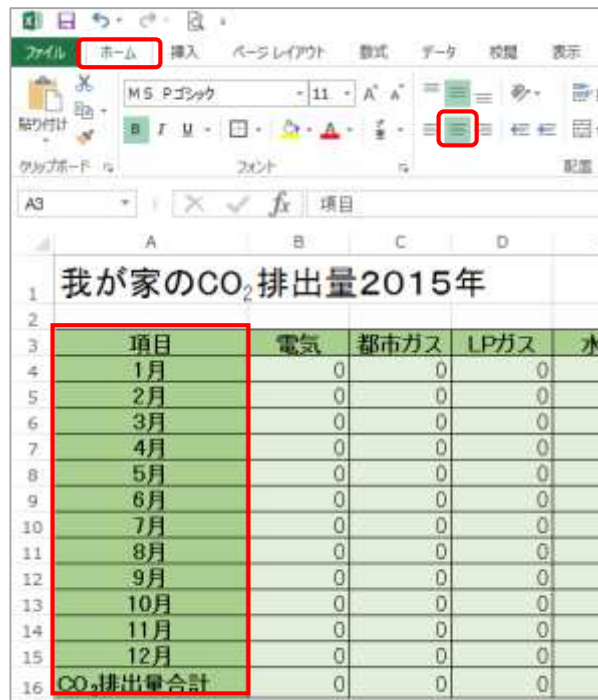 ファイル ホーム 挿入 ページレイアウト 数式 データ 校閲 表示
貼り付け MS Pゴシック 11 A A
B I U A
クリップボード フォント 配置
A3 fx 項目
A B C D
1 我が家のCO₂排出量2015年
2
3 項目 電気 都市ガス LPガス 水
4 1月 0 0 0
5 2月 0 0 0
6 3月 0 0 0
7 4月 0 0 0
8 5月 0 0 0
9 6月 0 0 0
10 7月 0 0 0
11 8月 0 0 0
12 9月 0 0 0
13 10月 0 0 0
14 11月 0 0 0
15 12月 0 0 0
16 CO₂排出量合計 0 0 0